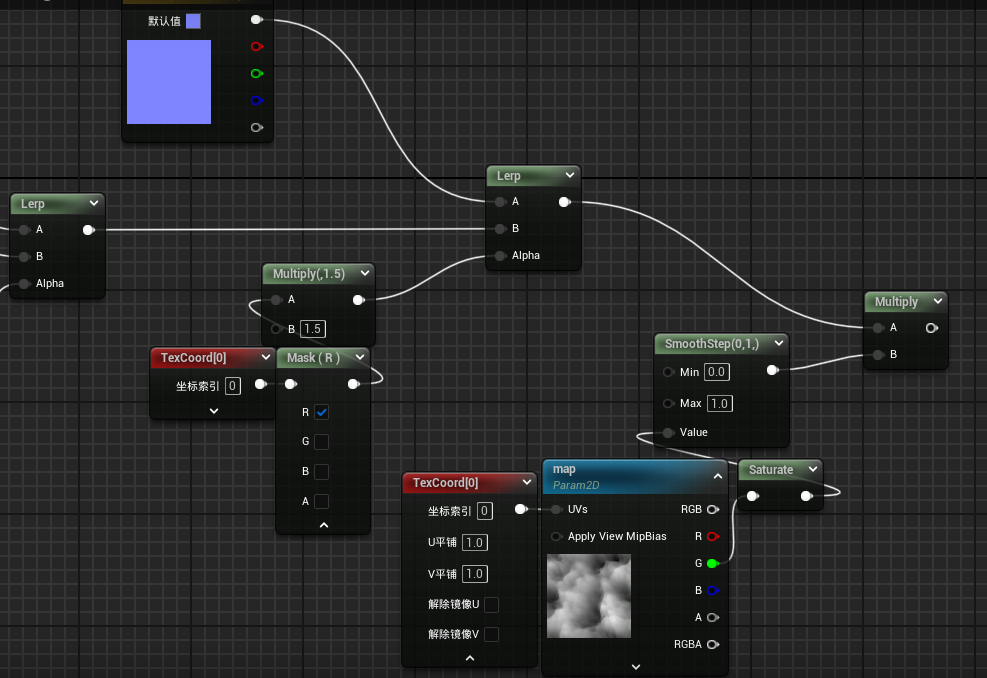 默认值
Lerp
A
B
Alpha
Lerp
A
B
Alpha
Multiply(,1.5)
A
B 1.5
TexCoord[0]
坐标索引 0
Mask ( R )
R
G
B
A
Multiply
A
B
SmoothStep(0,1,)
Min 0.0
Max 1.0
Value
Saturate
TexCoord[0]
坐标索引 0
U平铺 1.0
V平铺 1.0
解除镜像U
解除镜像V
map
Param2D
UVs
Apply View MipBias
RGB
R
G
B
A
RGBA